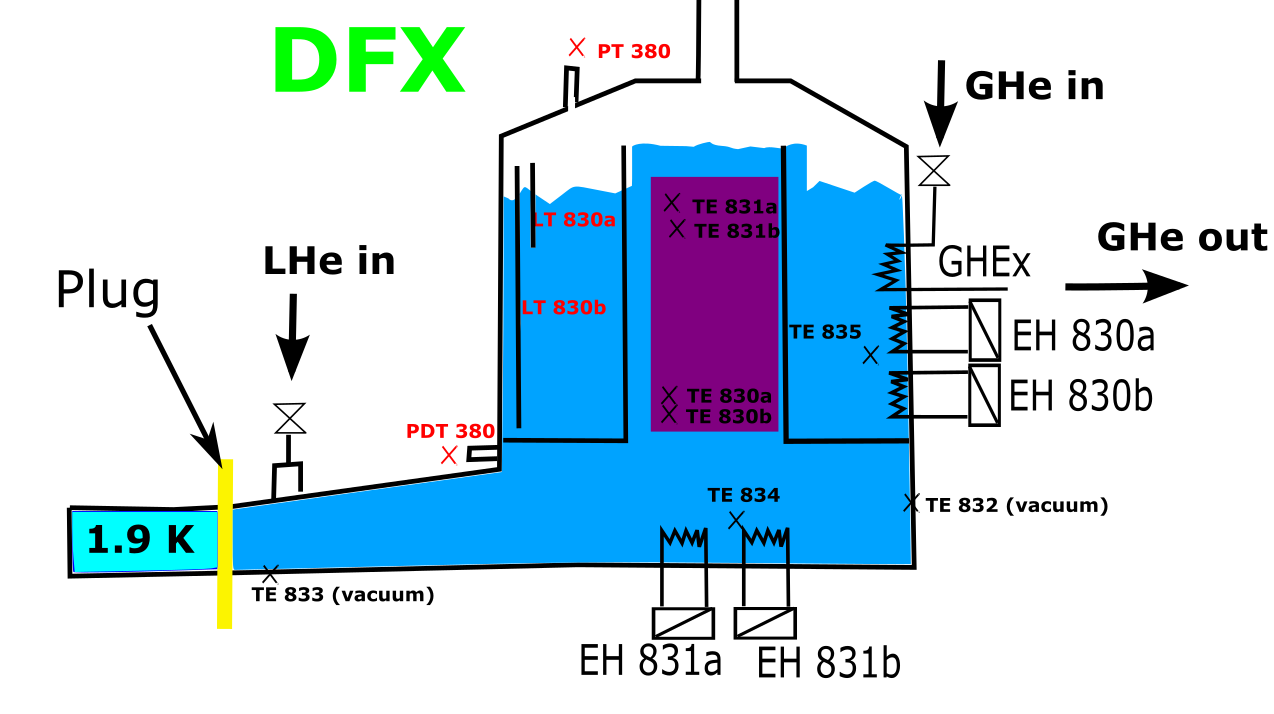 DFX
PT 380
GHe in
TE 831a
TE 831b
LT 830a
GHe out
LHe in
GHEx
Plug
LT 830b
TE 835
EH 830a
TE 830a
EH 830b
TE 830b
PDT 380
TE 834
TE 832 (vacuum)
1.9 K
TE 833 (vacuum)
EH 831a
EH 831b